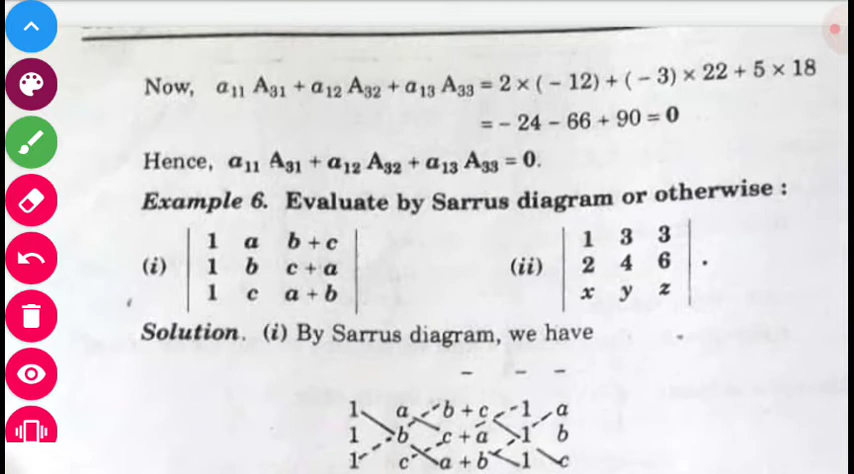 Now, a₁₁ A₃₁ + a₁₂ A₃₂ + a₁₃ A₃₃ = 2 × (– 12) + (– 3) × 22 + 5 × 18
= – 24 – 66 + 90 = 0
Hence, a₁₁ A₃₁ + a₁₂ A₃₂ + a₁₃ A₃₃ = 0.
Example 6. Evaluate by Sarrus diagram or otherwise :
(i) | 1 a b + c | (ii) | 1 3 3 |
| 1 b c + a | | 2 4 6 | .
| 1 c a + b | | x y z |
Solution. (i) By Sarrus diagram, we have
– – –
1 a b + c 1 a
1 b c + a 1 b
1 c a + b 1 c